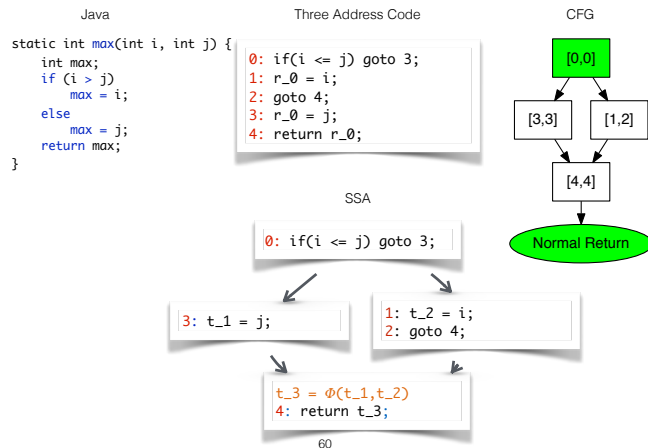 Java
static int max(int i, int j) {
    int max;
    if (i > j)
        max = i;
    else
        max = j;
    return max;
}
Three Address Code
0: if(i <= j) goto 3;
1: r_0 = i;
2: goto 4;
3: r_0 = j;
4: return r_0;
CFG
[0,0]
[3,3]
[1,2]
[4,4]
Normal Return
SSA
0: if(i <= j) goto 3;
3: t_1 = j;
1: t_2 = i;
2: goto 4;
t_3 = Φ(t_1,t_2)
4: return t_3;
60